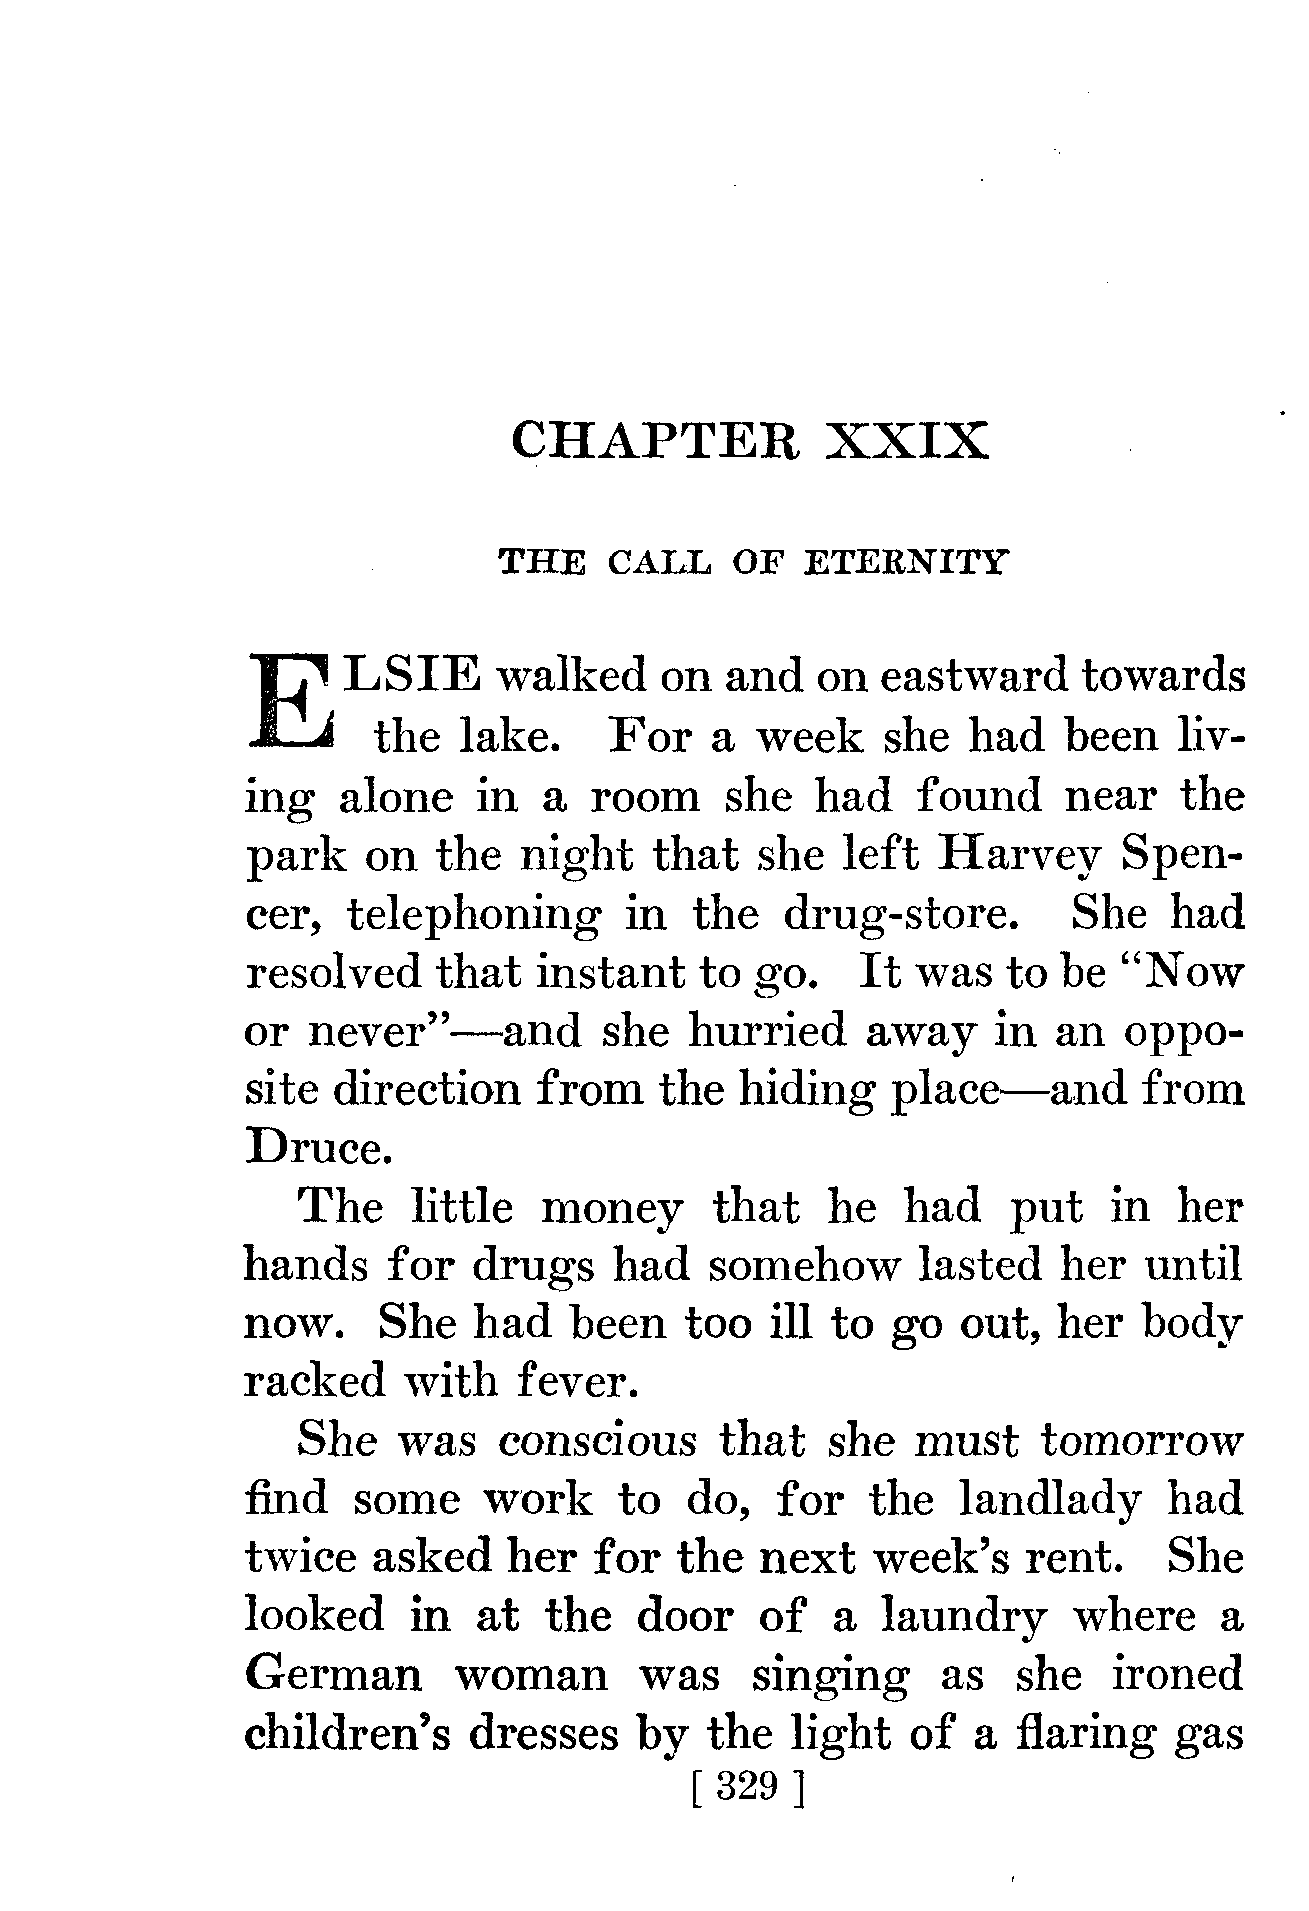 CHAPTER XXIX
THE CALL OF ETERNITY
ELSIE walked on and on eastward towards
the lake. For a week she had been liv-
ing alone in a room she had found near the
park on the night that she left Harvey Spen-
cer, telephoning in the drug-store. She had
resolved that instant to go. It was to be “Now
or never”—and she hurried away in an oppo-
site direction from the hiding place—and from
Druce.
The little money that he had put in her
hands for drugs had somehow lasted her until
now. She had been too ill to go out, her body
racked with fever.
She was conscious that she must tomorrow
find some work to do, for the landlady had
twice asked her for the next week’s rent. She
looked in at the door of a laundry where a
German woman was singing as she ironed
children’s dresses by the light of a flaring gas
[ 329 ]